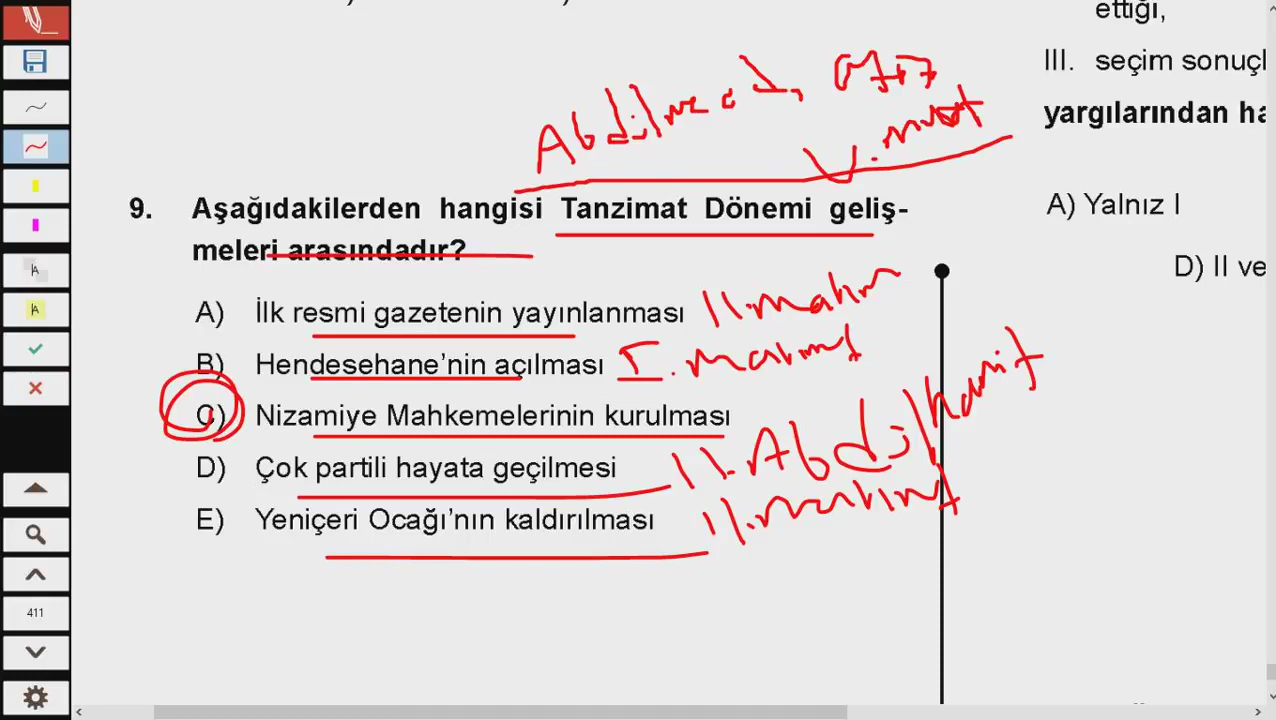 ettiği,
III. seçim sonuçl
yargılarından ha
A) Yalnız I
D) II ve
Abdülmecid, Aziz
V. murat
9. Aşağıdakilerden hangisi Tanzimat Dönemi geliş-
meleri arasındadır?
A) İlk resmi gazetenin yayınlanması II. mahm
B) Hendesehane’nin açılması I. mahmut
C) Nizamiye Mahkemelerinin kurulması
D) Çok partili hayata geçilmesi II. Abdülhamit
E) Yeniçeri Ocağı’nın kaldırılması II. mahmut
411